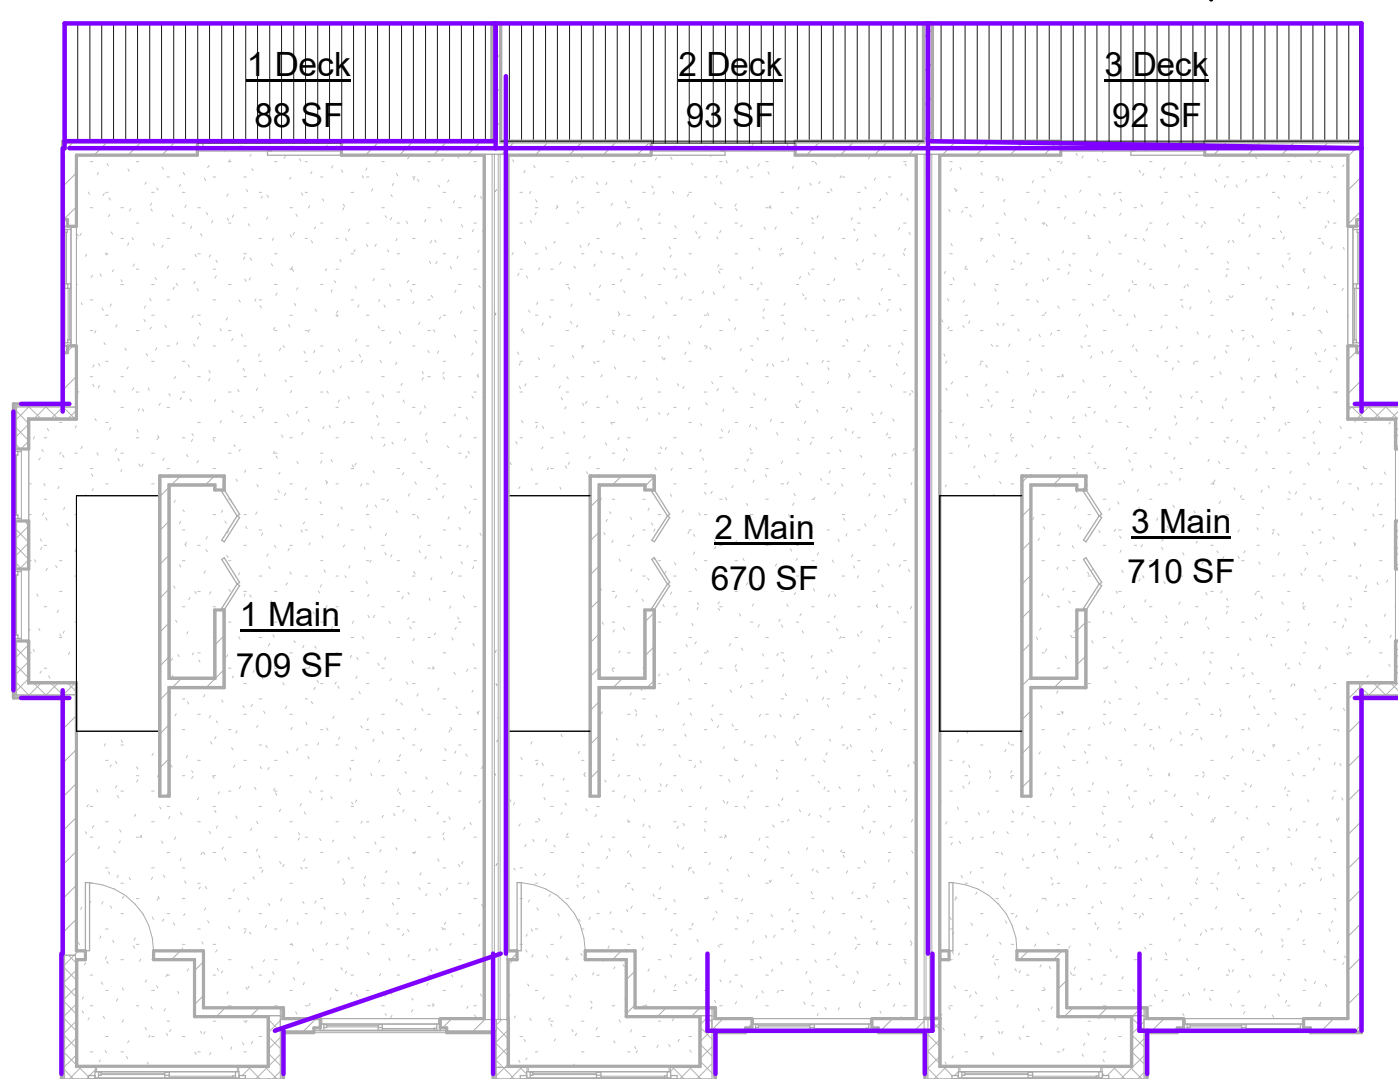 1 Deck
88 SF
2 Deck
93 SF
3 Deck
92 SF
1 Main
709 SF
2 Main
670 SF
3 Main
710 SF